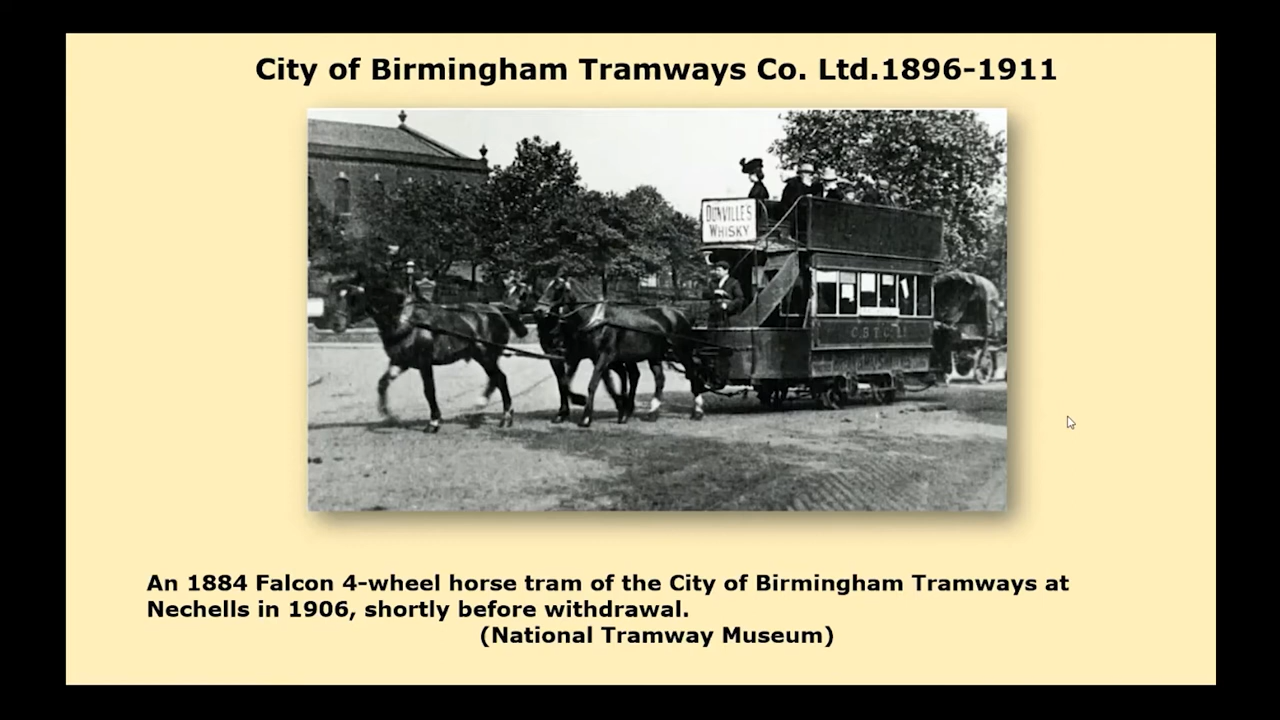 City of Birmingham Tramways Co. Ltd.1896-1911
DUNVILLE'S
WHISKY
An 1884 Falcon 4-wheel horse tram of the City of Birmingham Tramways at
Nechells in 1906, shortly before withdrawal.
(National Tramway Museum)